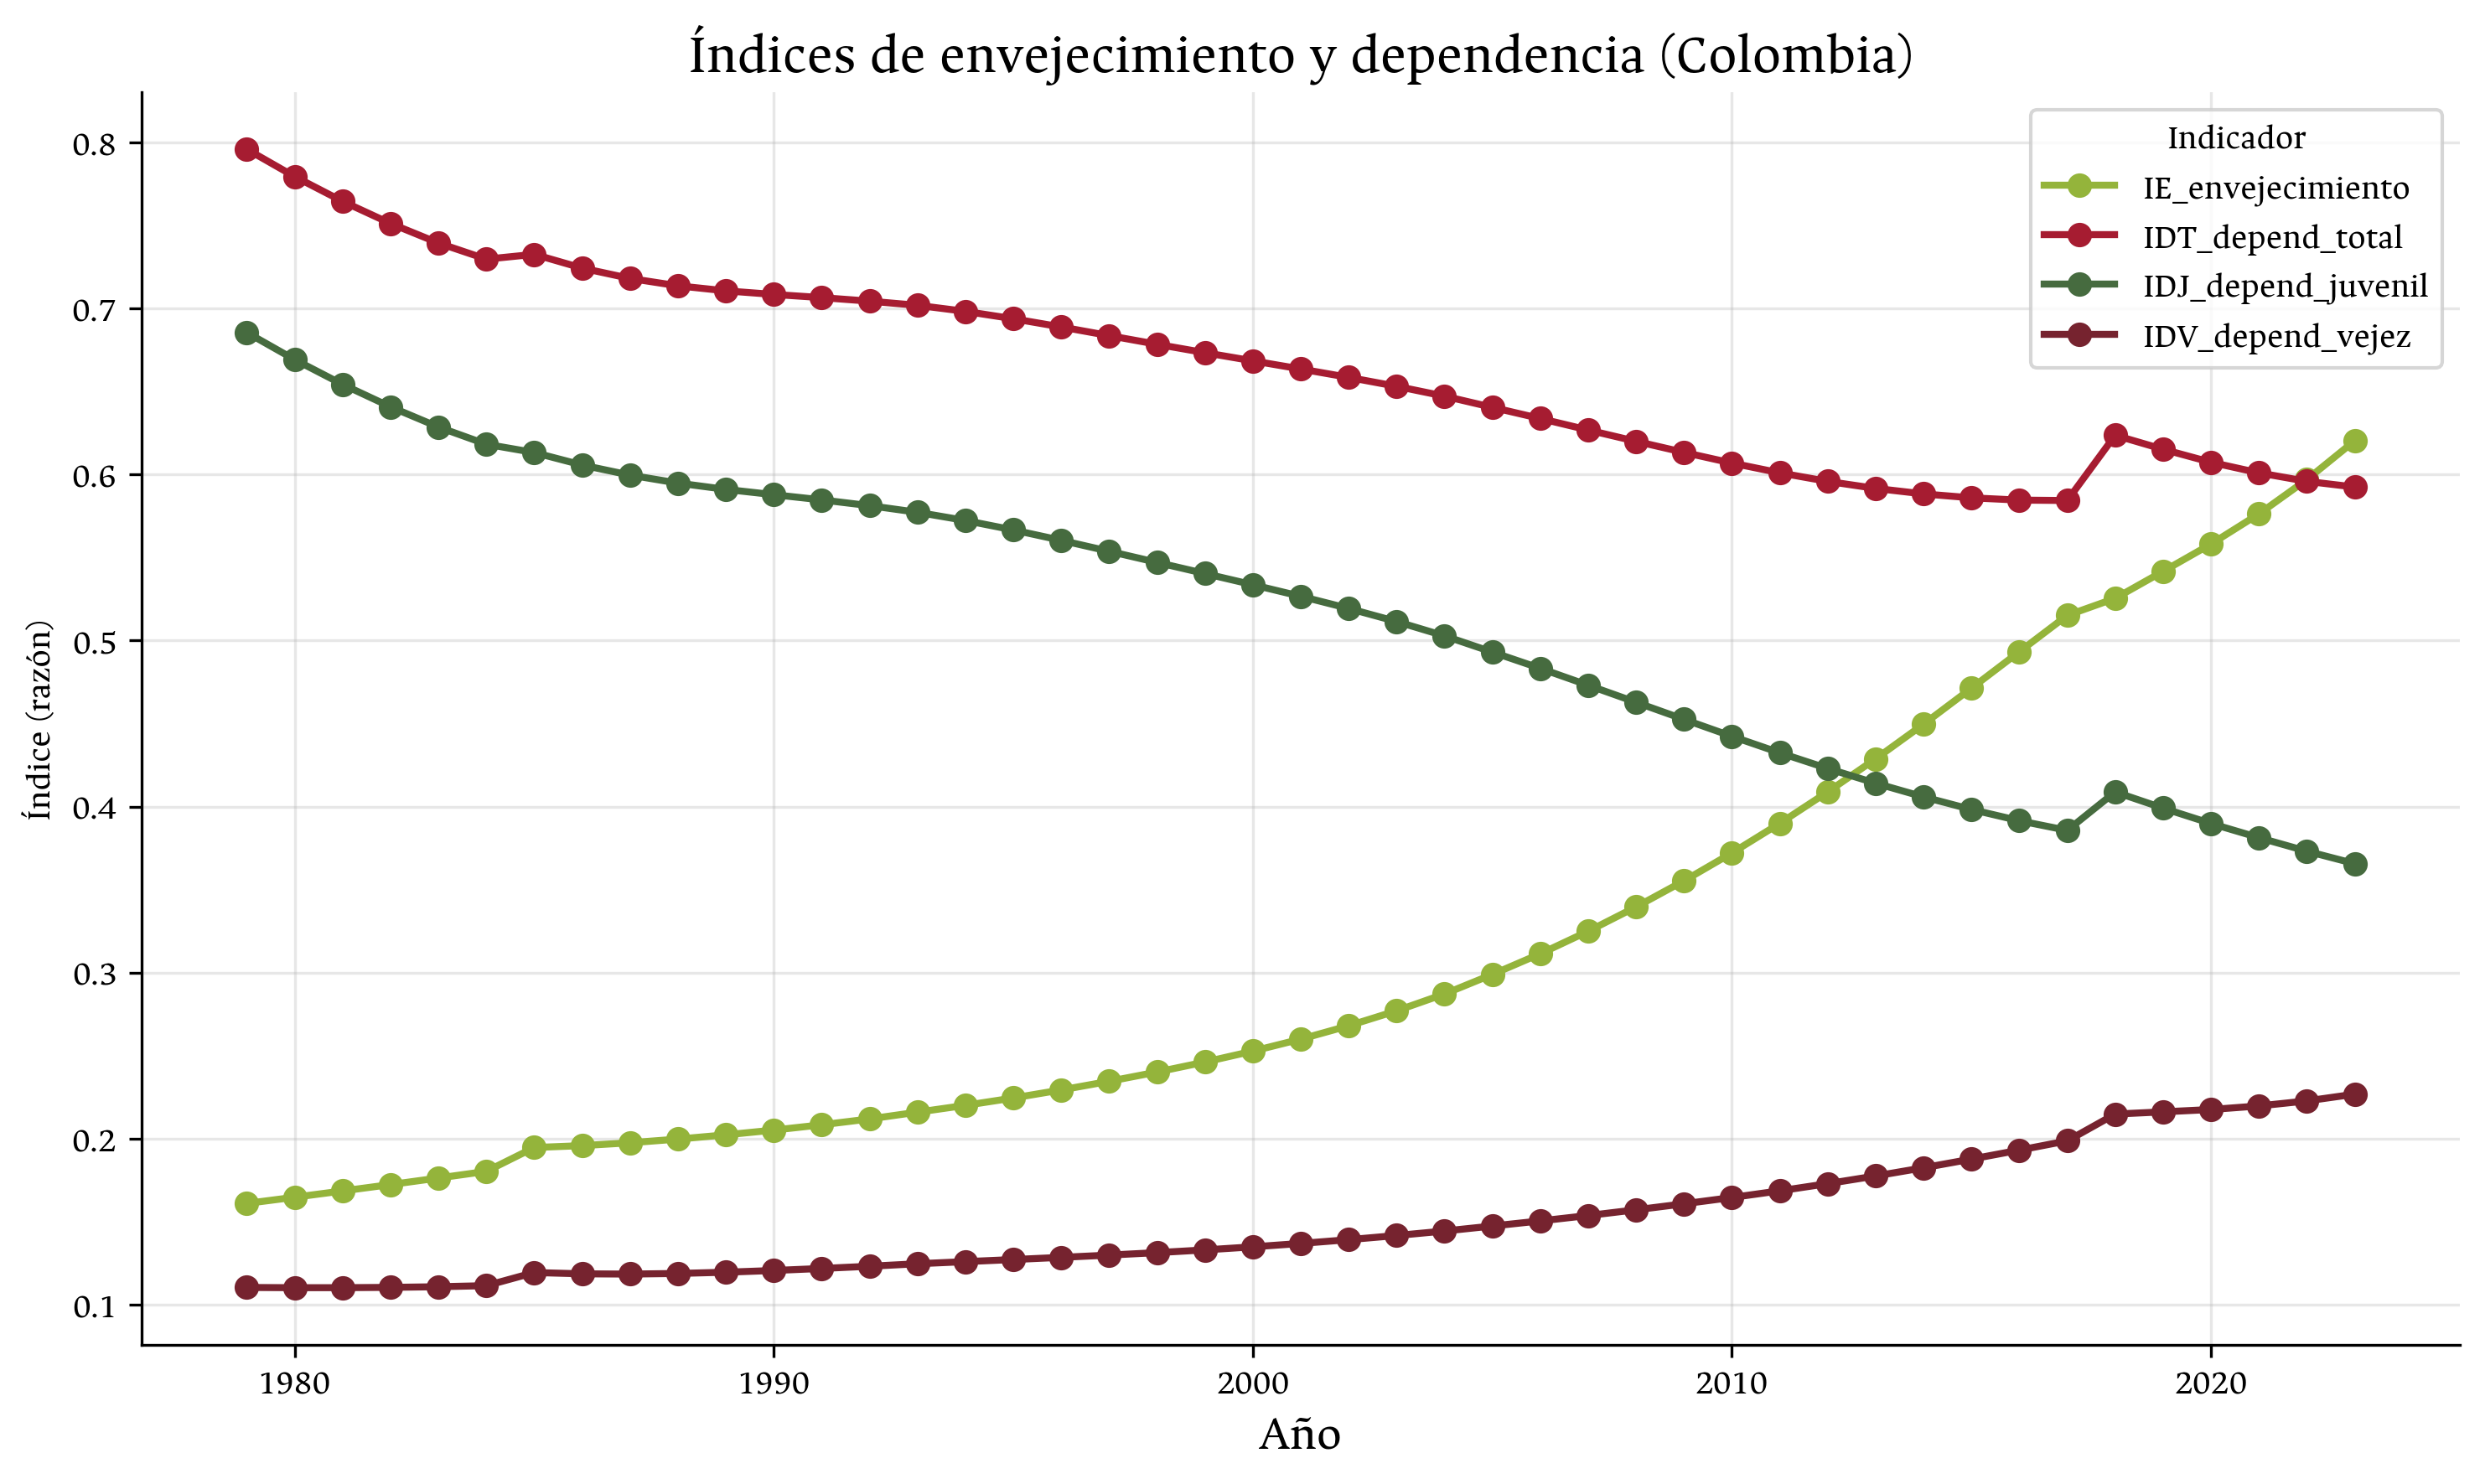 Índices de envejecimiento y dependencia (Colombia)
Indicador
IE_envejecimiento
IDT_depend_total
IDJ_depend_juvenil
IDV_depend_vejez
Índice (razón)
0.8
0.7
0.6
0.5
0.4
0.3
0.2
0.1
1980 1990 2000 2010 2020
Año